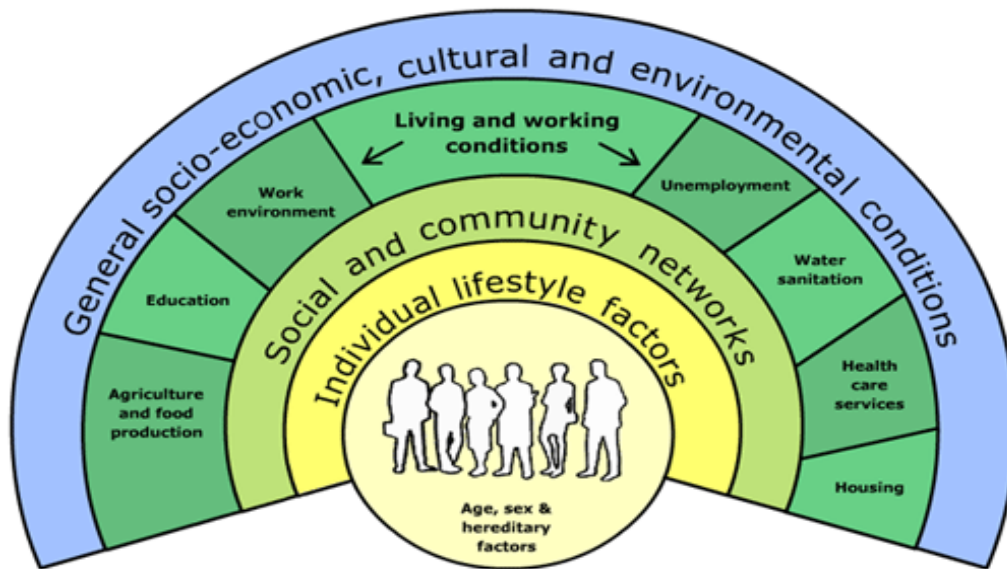 General socio-economic, cultural and environmental conditions
Living and working
conditions
Work
environment
Unemployment
Education
Water
sanitation
Agriculture
and food
production
Health
care
services
Housing
Social and community networks
Individual lifestyle factors
Age, sex &
hereditary
factors